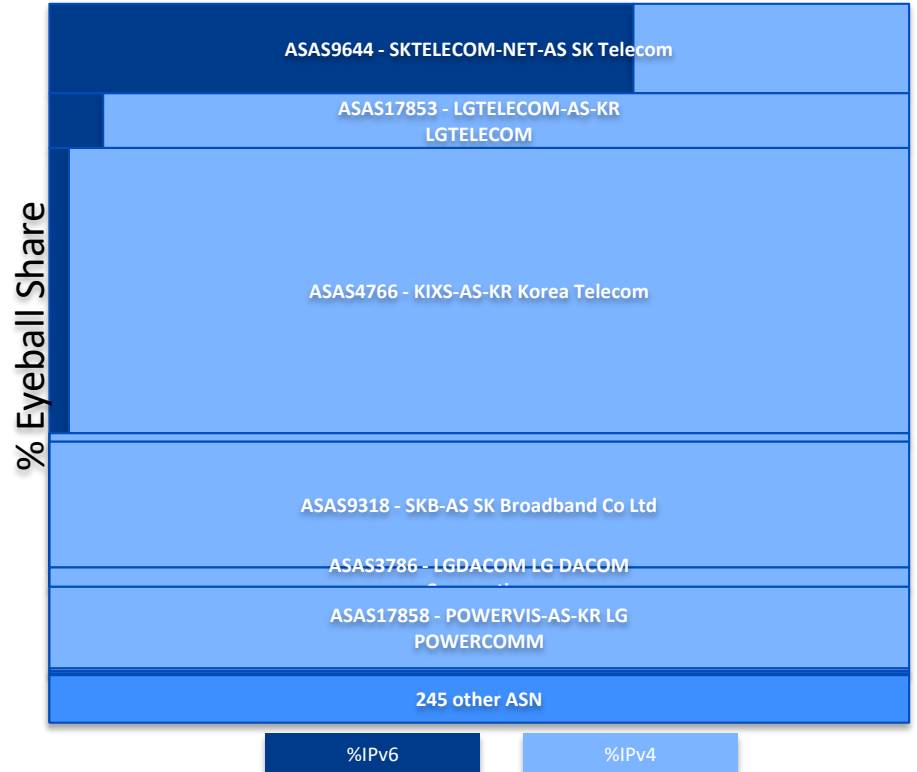 ASAS9644 - SKTELECOM-NET-AS SK Telecom
ASAS17853 - LGTELECOM-AS-KR
LGTELECOM
% Eyeball Share
ASAS4766 - KIXS-AS-KR Korea Telecom
ASAS9318 - SKB-AS SK Broadband Co Ltd
ASAS3786 - LGDACOM LG DACOM
ASAS17858 - POWERVIS-AS-KR LG
POWERCOMM
245 other ASN
%IPv6
%IPv4